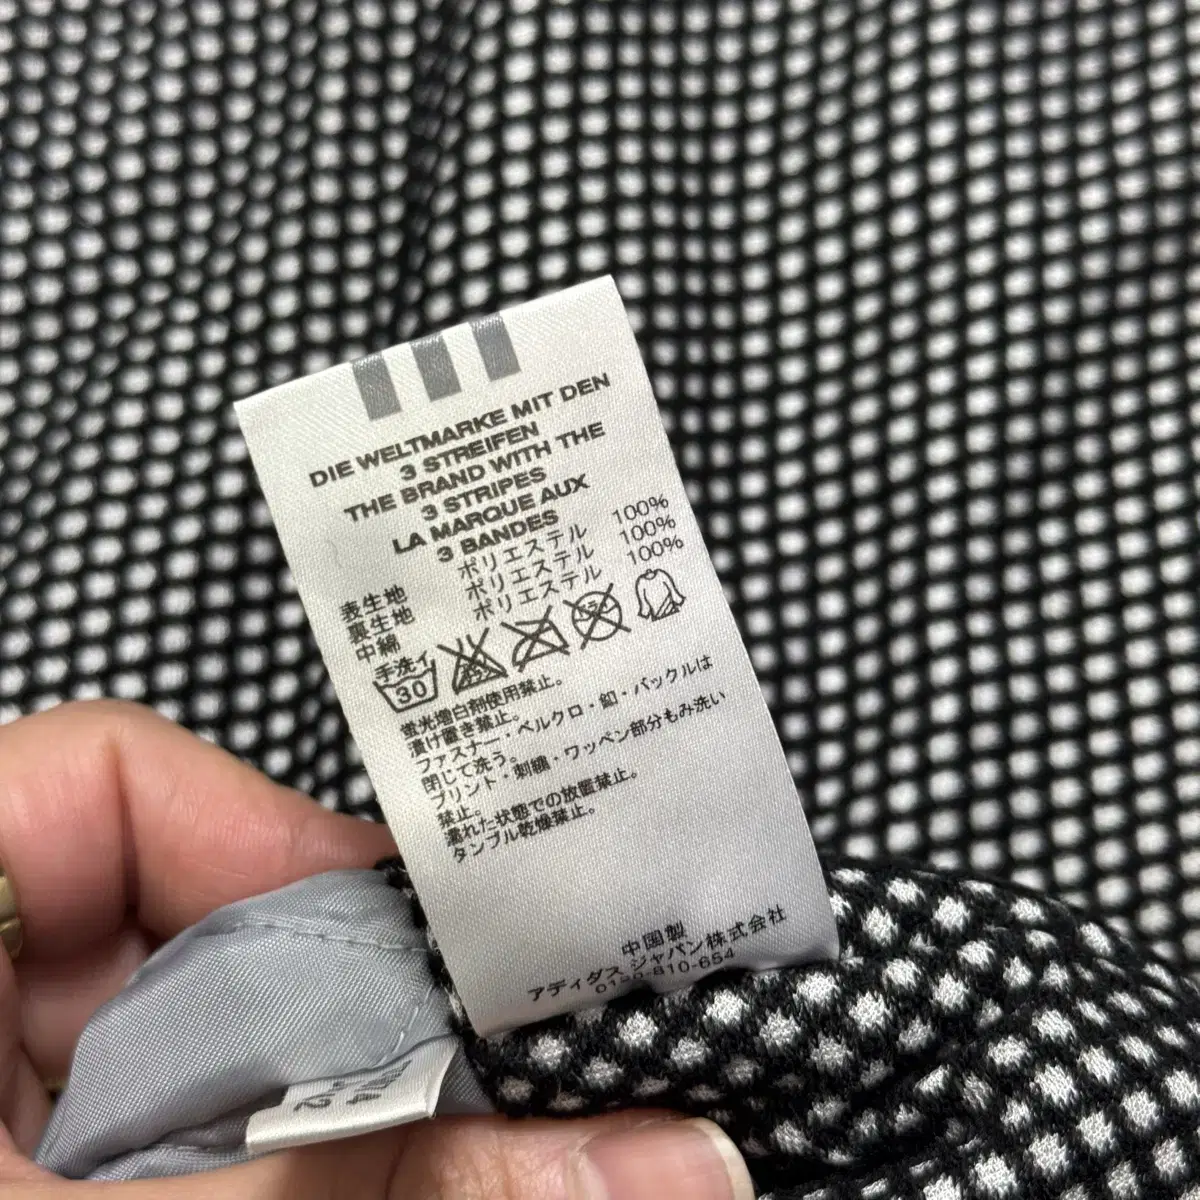 DIE WELTMARKE MIT DEN
3 STREIFEN
THE BRAND WITH THE
3 STRIPES
LA MARQUE AUX
3 BANDES
表生地 ポリエステル 100%
裏生地 ポリエステル 100%
中綿 ポリエステル 100%
手洗イ
30
蛍光増白剤使用禁止。
漬け置き禁止。
ファスナー・ベルクロ・釦・バックルは
閉じて洗う。
プリント・刺繍・ワッペン部分もみ洗い
禁止。
濡れた状態での放置禁止。
タンブル乾燥禁止。
中国製
アディダス ジャパン株式会社